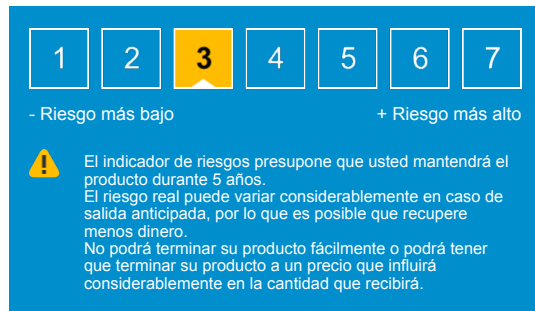 1 2 3 4 5 6 7
- Riesgo más bajo + Riesgo más alto
El indicador de riesgos presupone que usted mantendrá el
producto durante 5 años.
El riesgo real puede variar considerablemente en caso de
salida anticipada, por lo que es posible que recupere
menos dinero.
No podrá terminar su producto fácilmente o podrá tener
que terminar su producto a un precio que influirá
considerablemente en la cantidad que recibirá.